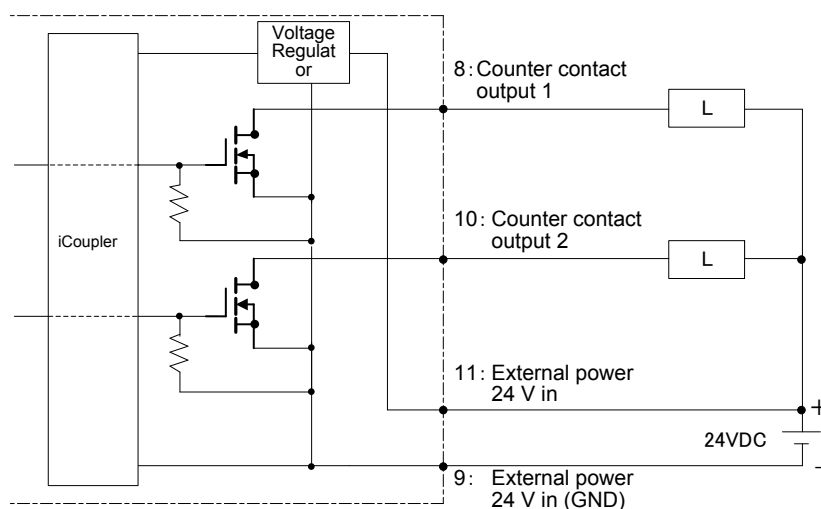 Voltage
Regulat
or
8: Counter contact
output 1
L
10: Counter contact
output 2
iCoupler
L
11: External power
24 V in
+
24VDC
-
9: External power
24 V in (GND)